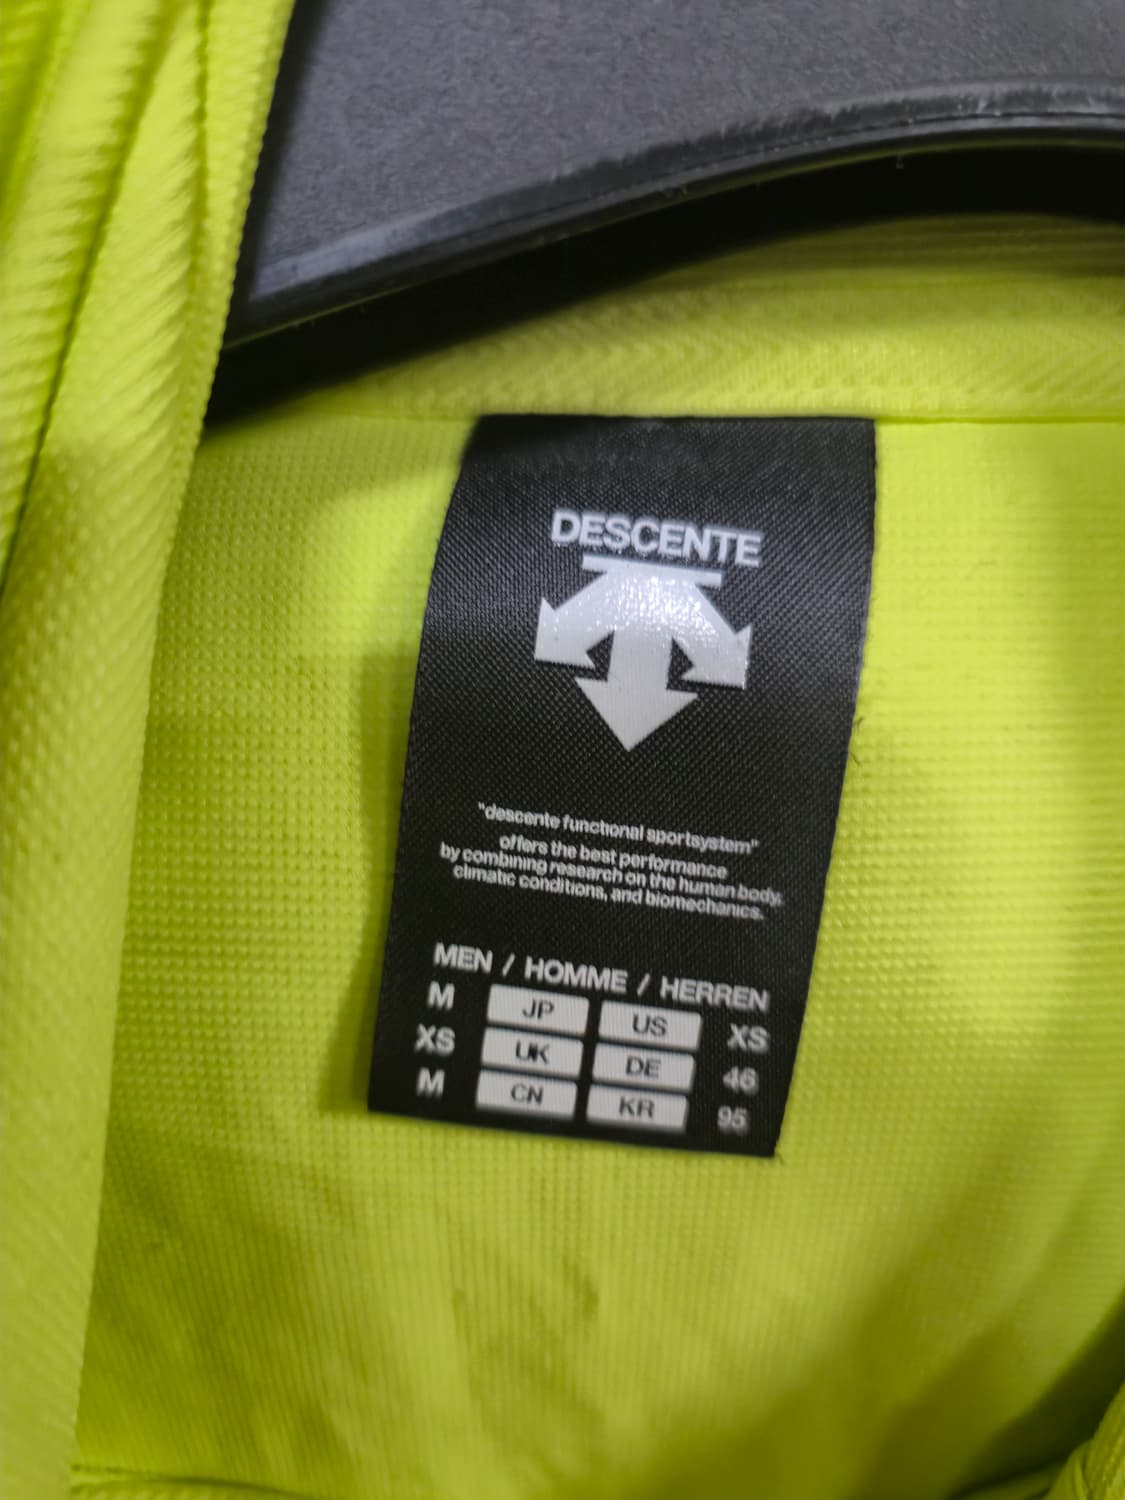 DESCENTE
"descente functional sportsystem"
offers the best performance
by combining research on the human body,
climatic conditions, and biomechanics.
MEN / HOMME / HERREN
M JP US XS
XS UK DE 46
M CN KR 95